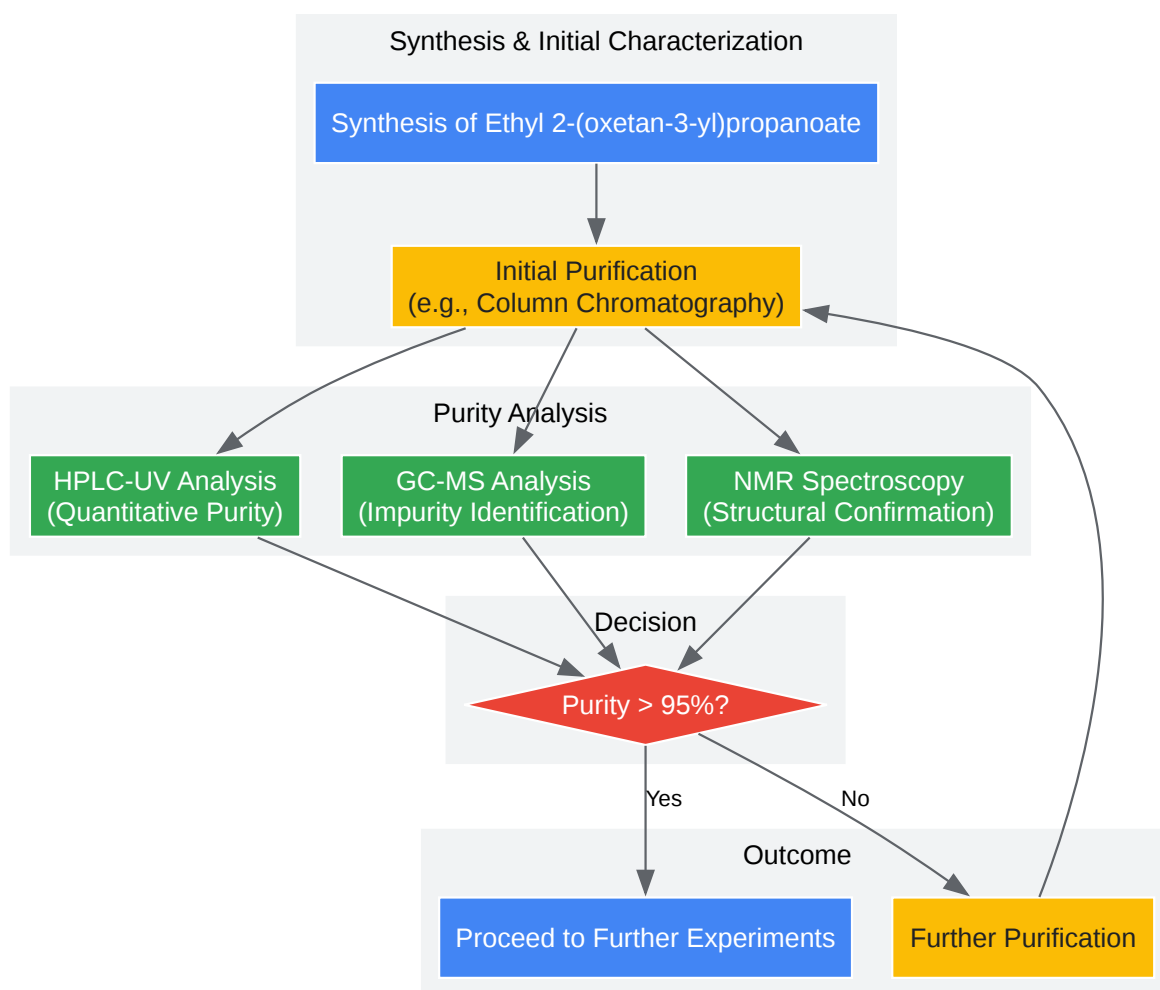 Synthesis & Initial Characterization
Synthesis of Ethyl 2-(oxetan-3-yl)propanoate
Initial Purification
(e.g., Column Chromatography)
Purity Analysis
HPLC-UV Analysis
(Quantitative Purity)
GC-MS Analysis
(Impurity Identification)
NMR Spectroscopy
(Structural Confirmation)
Decision
Purity > 95%?
Yes
No
Outcome
Proceed to Further Experiments
Further Purification